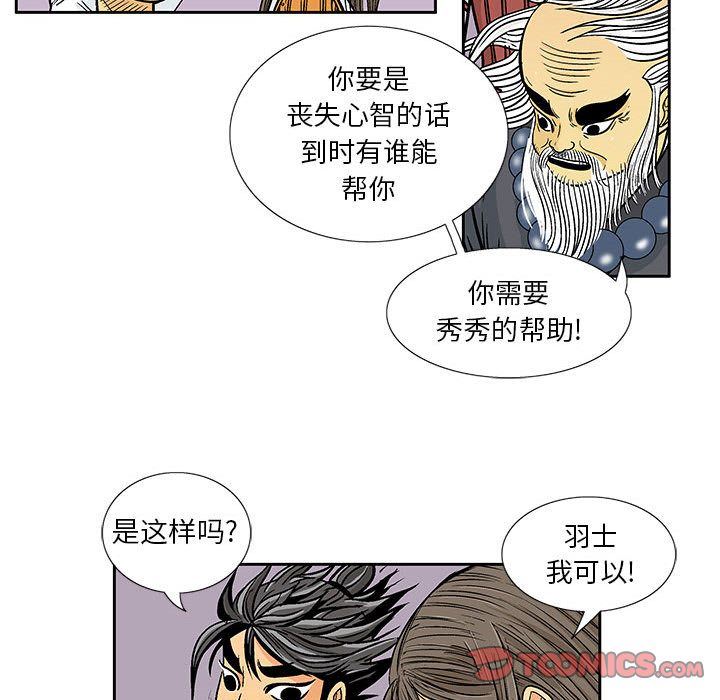 你要是
丧失心智的话
到时有谁能
帮你
你需要
秀秀的帮助!
是这样吗?
羽士
我可以!
TOOMICS.COM